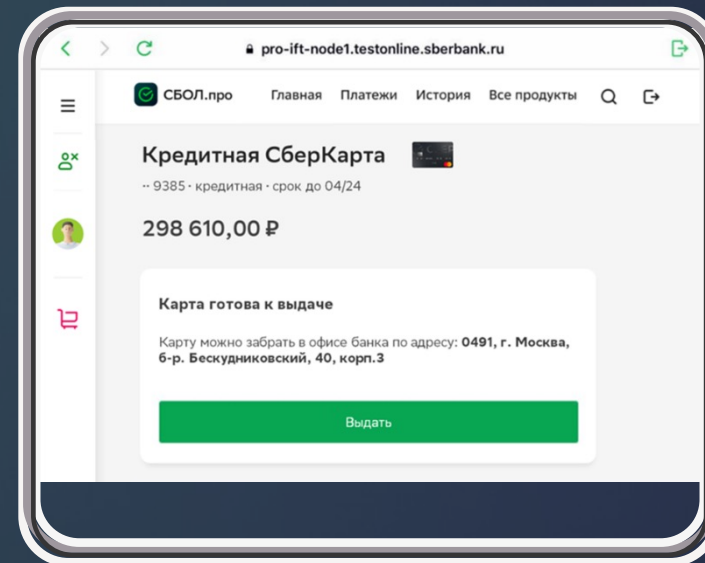 pro-ift-node1.testonline.sberbank.ru
СБОЛ.про Главная Платежи История Все продукты
Кредитная СберКарта
·· 9385 · кредитная · срок до 04/24
298 610,00 ₽
Карта готова к выдаче
Карту можно забрать в офисе банка по адресу: 0491, г. Москва,
б-р. Бескудниковский, 40, корп.3
Выдать